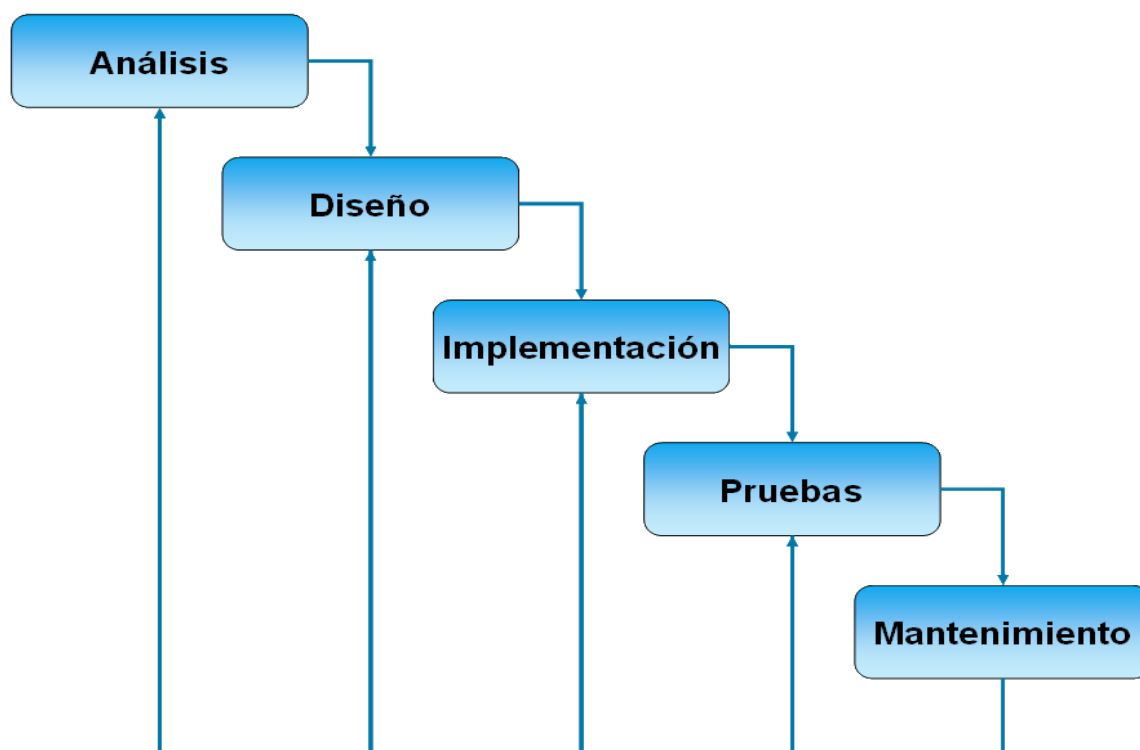 Análisis
Diseño
Implementación
Pruebas
Mantenimiento